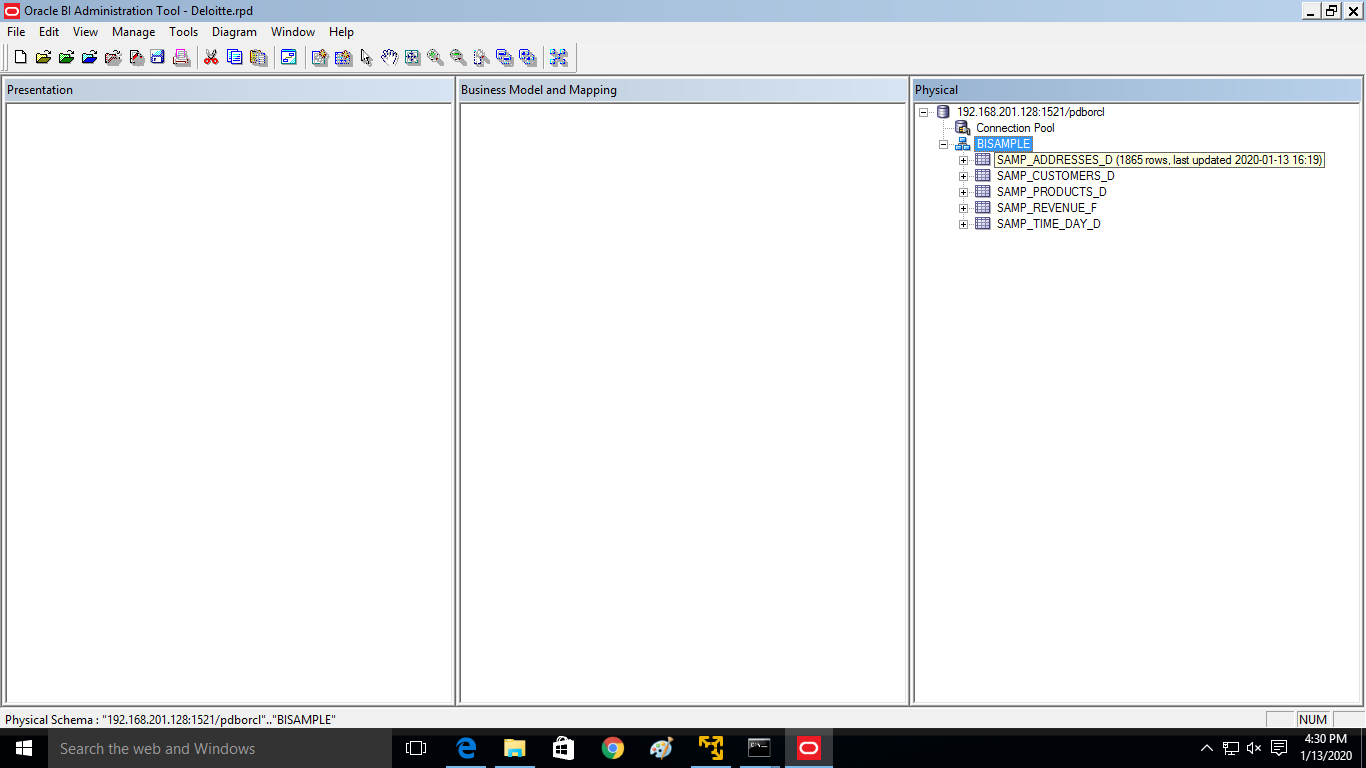 Oracle BI Administration Tool - Deloitte.rpd
File Edit View Manage Tools Diagram Window Help
Presentation
Business Model and Mapping
Physical
192.168.201.128:1521/pdborcl
Connection Pool
BISAMPLE
SAMP_ADDRESSES_D (1865 rows, last updated 2020-01-13 16:19)
SAMP_CUSTOMERS_D
SAMP_PRODUCTS_D
SAMP_REVENUE_F
SAMP_TIME_DAY_D
Physical Schema : "192.168.201.128:1521/pdborcl".."BISAMPLE"
NUM
Search the web and Windows
4:30 PM
1/13/2020